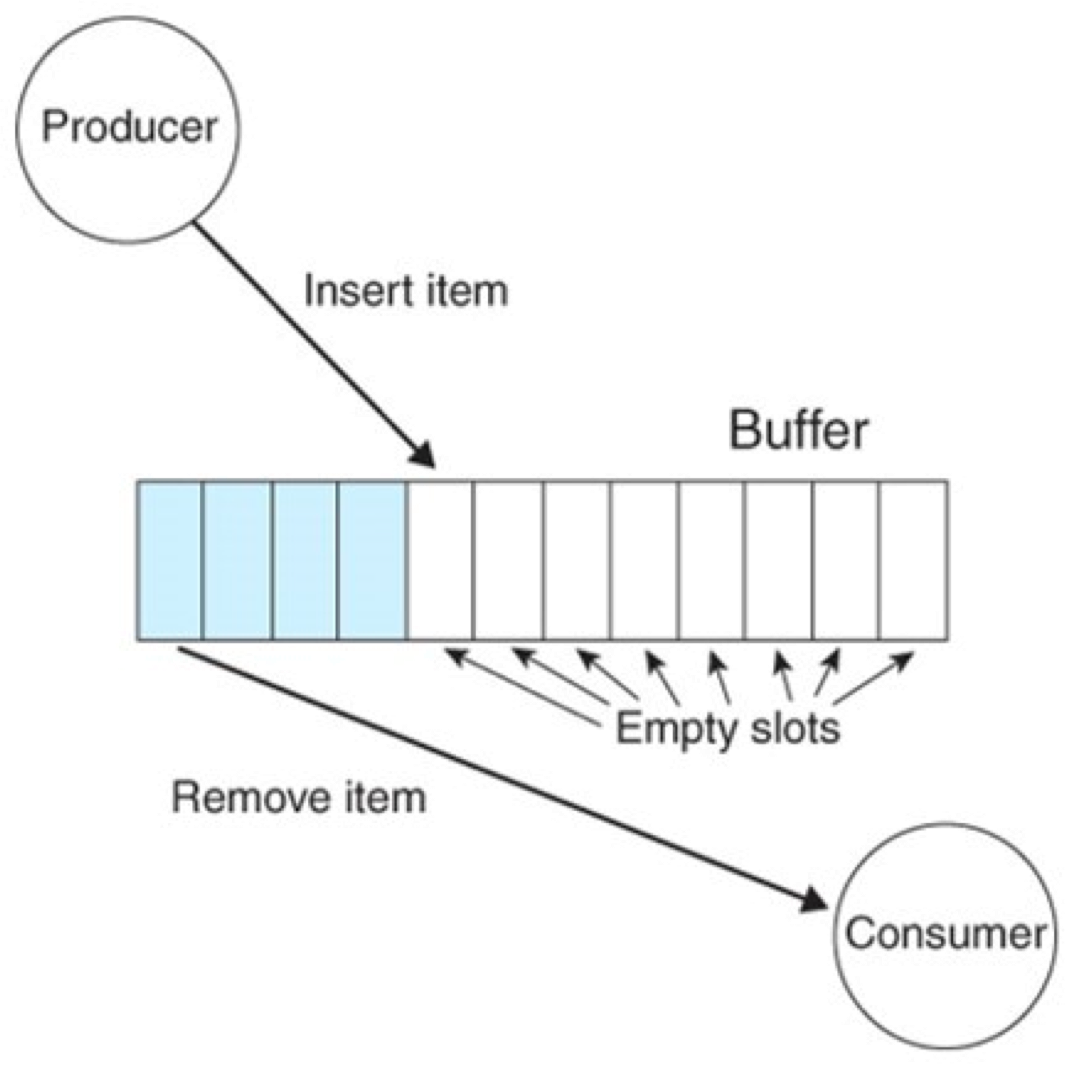 Producer
Insert item
Buffer
Empty slots
Remove item
Consumer